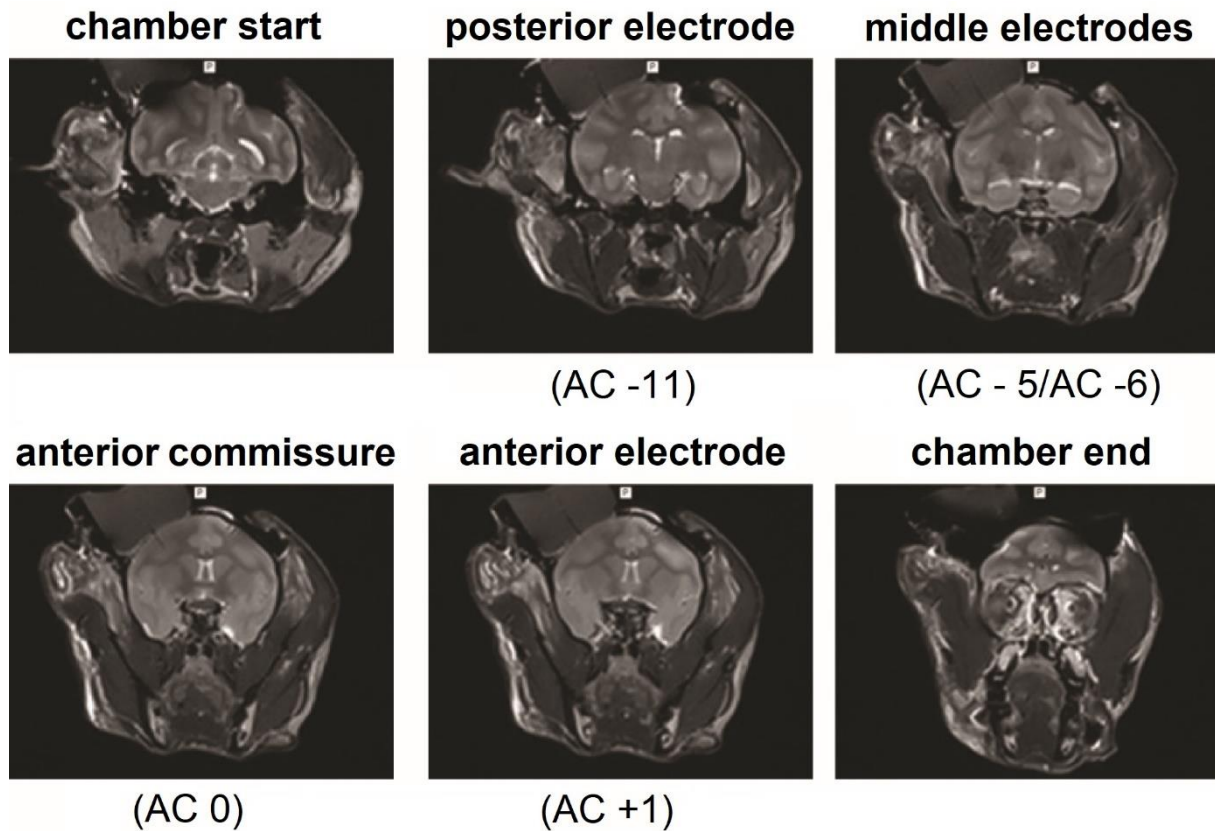 chamber start
posterior electrode
middle electrodes
P
P
P
(AC -11)
(AC - 5/AC -6)
anterior commissure
anterior electrode
chamber end
P
P
P
(AC 0)
(AC +1)